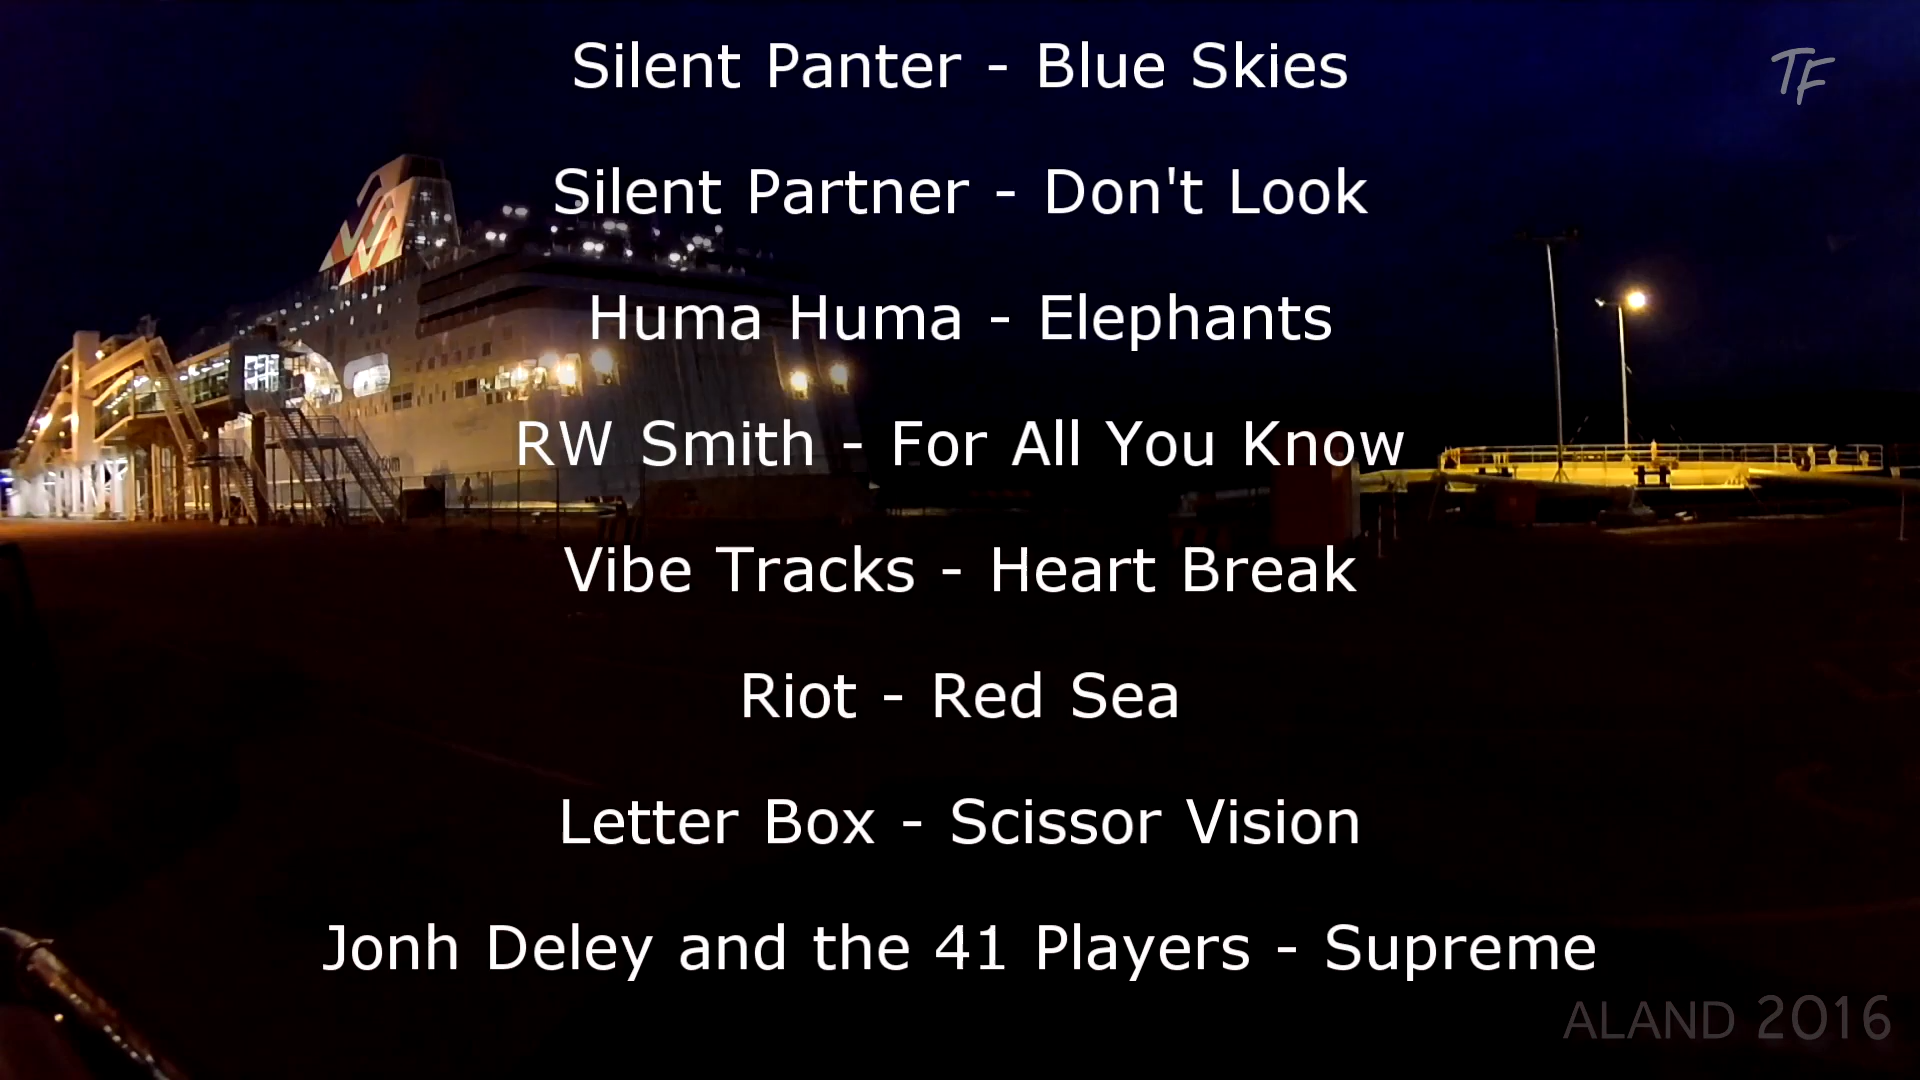 Silent Panter - Blue Skies
TF
Silent Partner - Don't Look
Huma Huma - Elephants
RW Smith - For All You Know
Vibe Tracks - Heart Break
Riot - Red Sea
Letter Box - Scissor Vision
Jonh Deley and the 41 Players - Supreme
ALAND 2016